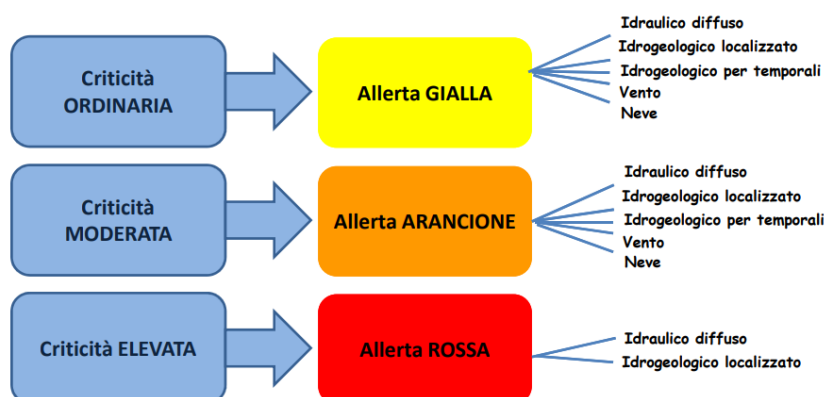 Criticità
ORDINARIA
Allerta GIALLA
Idraulico diffuso
Idrogeologico localizzato
Idrogeologico per temporali
Vento
Neve
Criticità
MODERATA
Allerta ARANCIONE
Idraulico diffuso
Idrogeologico localizzato
Idrogeologico per temporali
Vento
Neve
Criticità ELEVATA
Allerta ROSSA
Idraulico diffuso
Idrogeologico localizzato